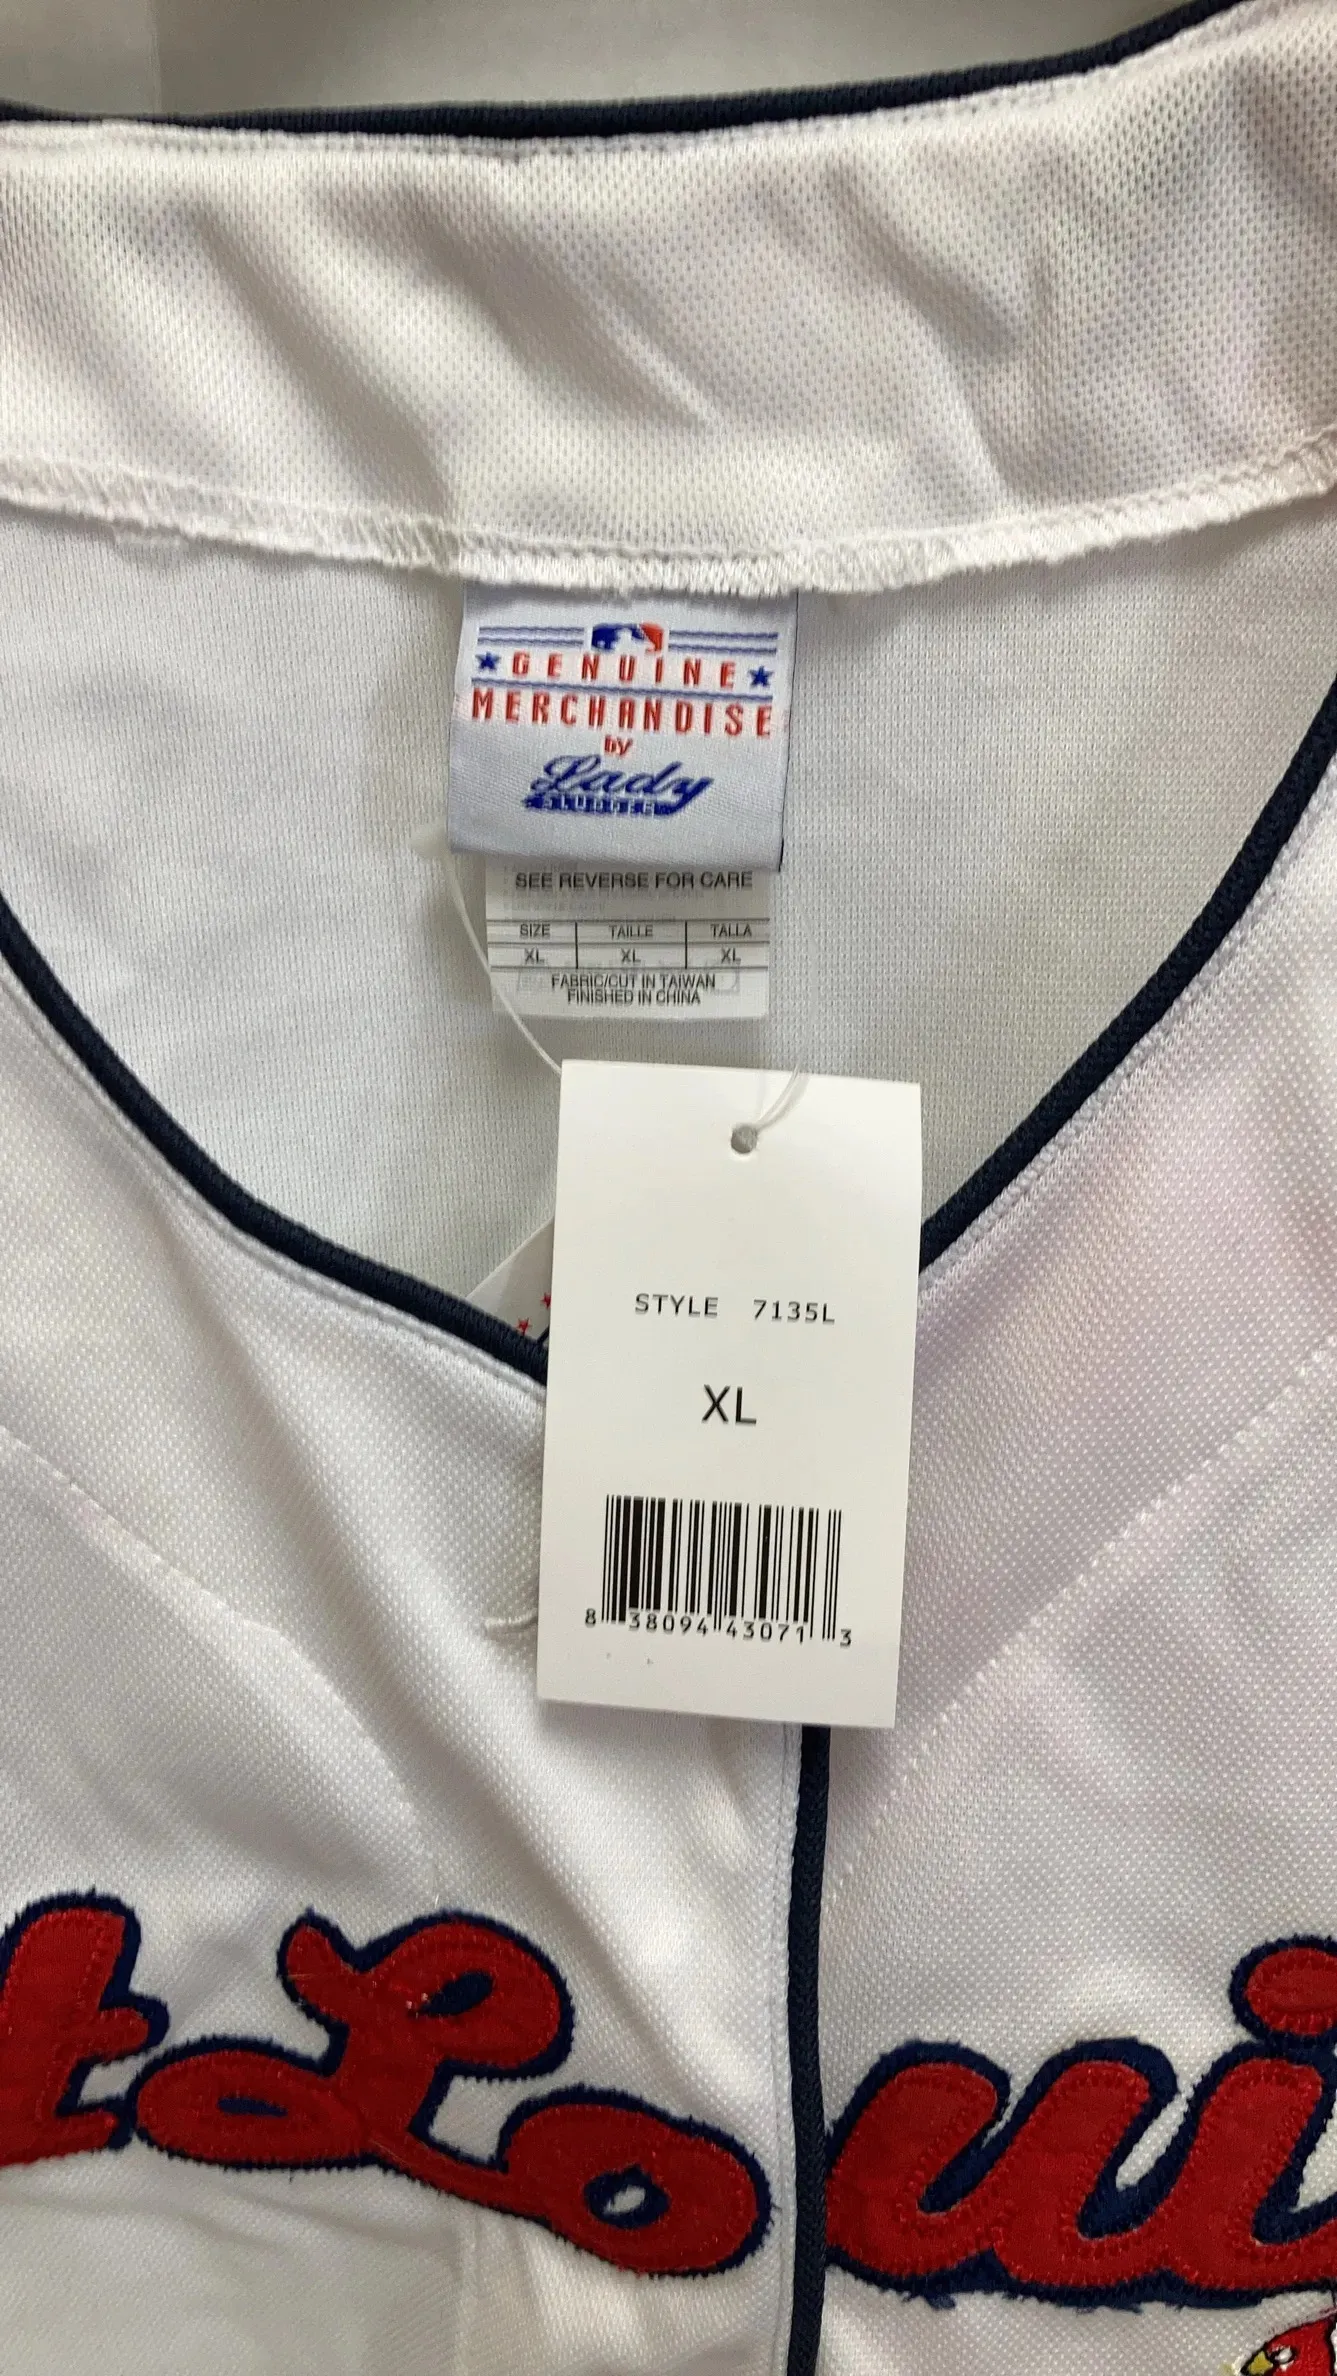 GENUINE
MERCHANDISE
by
Lady
SLUGGER
SEE REVERSE FOR CARE
SIZE TAILLE TALLA
XL XL XL
FABRIC/CUT IN TAIWAN
FINISHED IN CHINA
STYLE 7135L
XL
8 38094 43071 3
t Loui